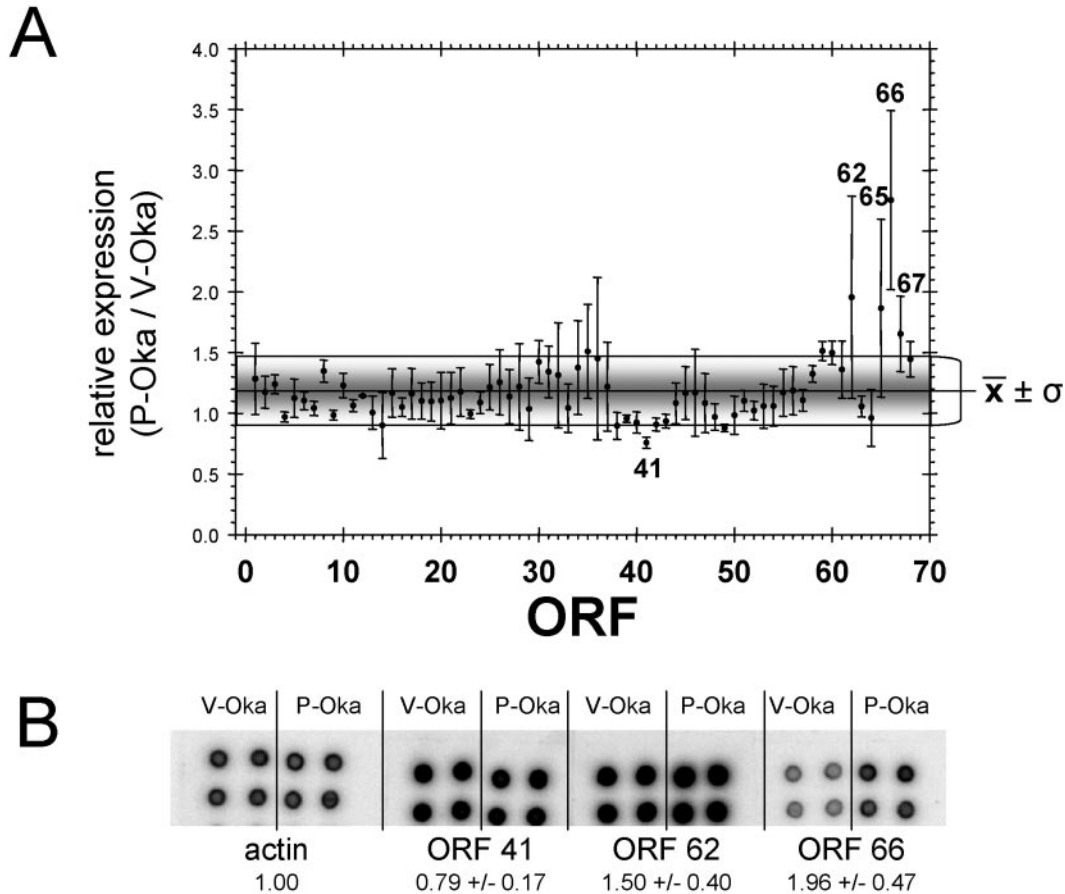 A
relative expression
(P-Oka / V-Oka)
4.0
3.5
3.0
2.5
2.0
1.5
1.0
0.5
0.0
66
62
65
67
41
x̄ ± σ
0 10 20 30 40 50 60 70
ORF
B
V-Oka P-Oka V-Oka P-Oka V-Oka P-Oka V-Oka P-Oka
actin ORF 41 ORF 62 ORF 66
1.00 0.79 +/- 0.17 1.50 +/- 0.40 1.96 +/- 0.47